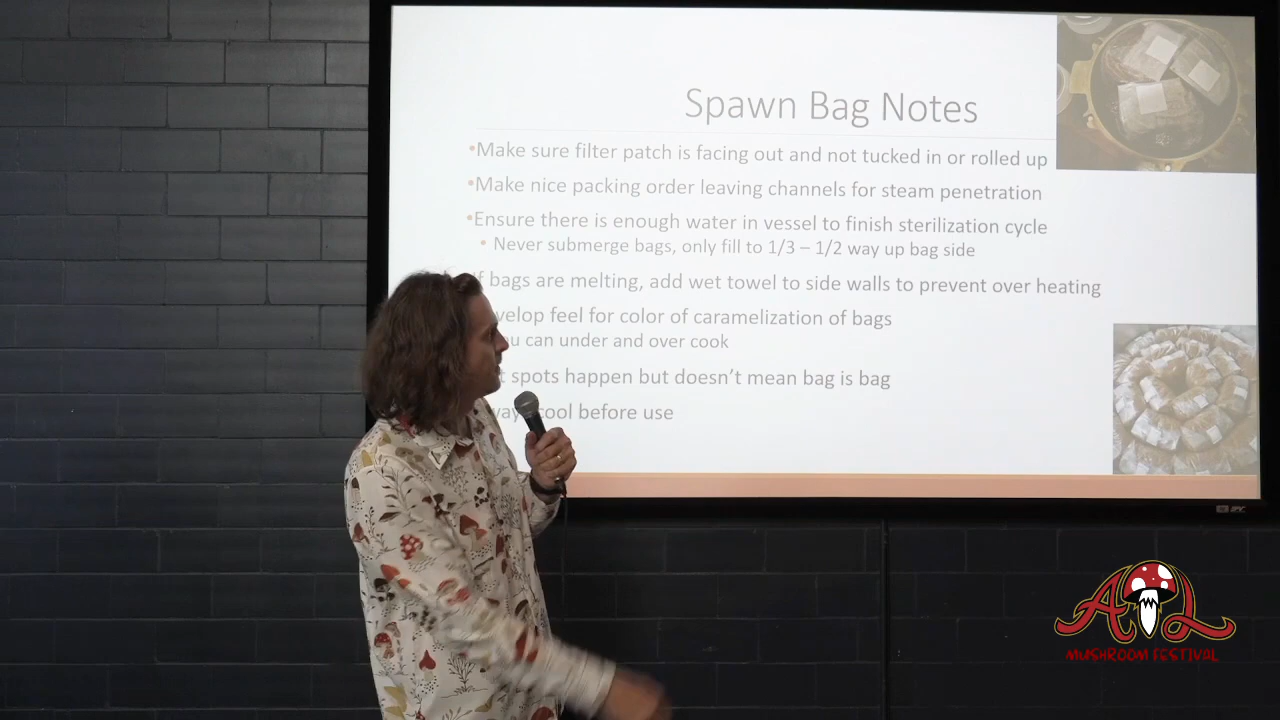 Spawn Bag Notes
•Make sure filter patch is facing out and not tucked in or rolled up
•Make nice packing order leaving channels for steam penetration
•Ensure there is enough water in vessel to finish sterilization cycle
• Never submerge bags, only fill to 1/3 – 1/2 way up bag side
bags are melting, add wet towel to side walls to prevent over heating
velop feel for color of caramelization of bags
can under and over cook
spots happen but doesn't mean bag is bag
cool before use
AL
MUSHROOM FESTIVAL